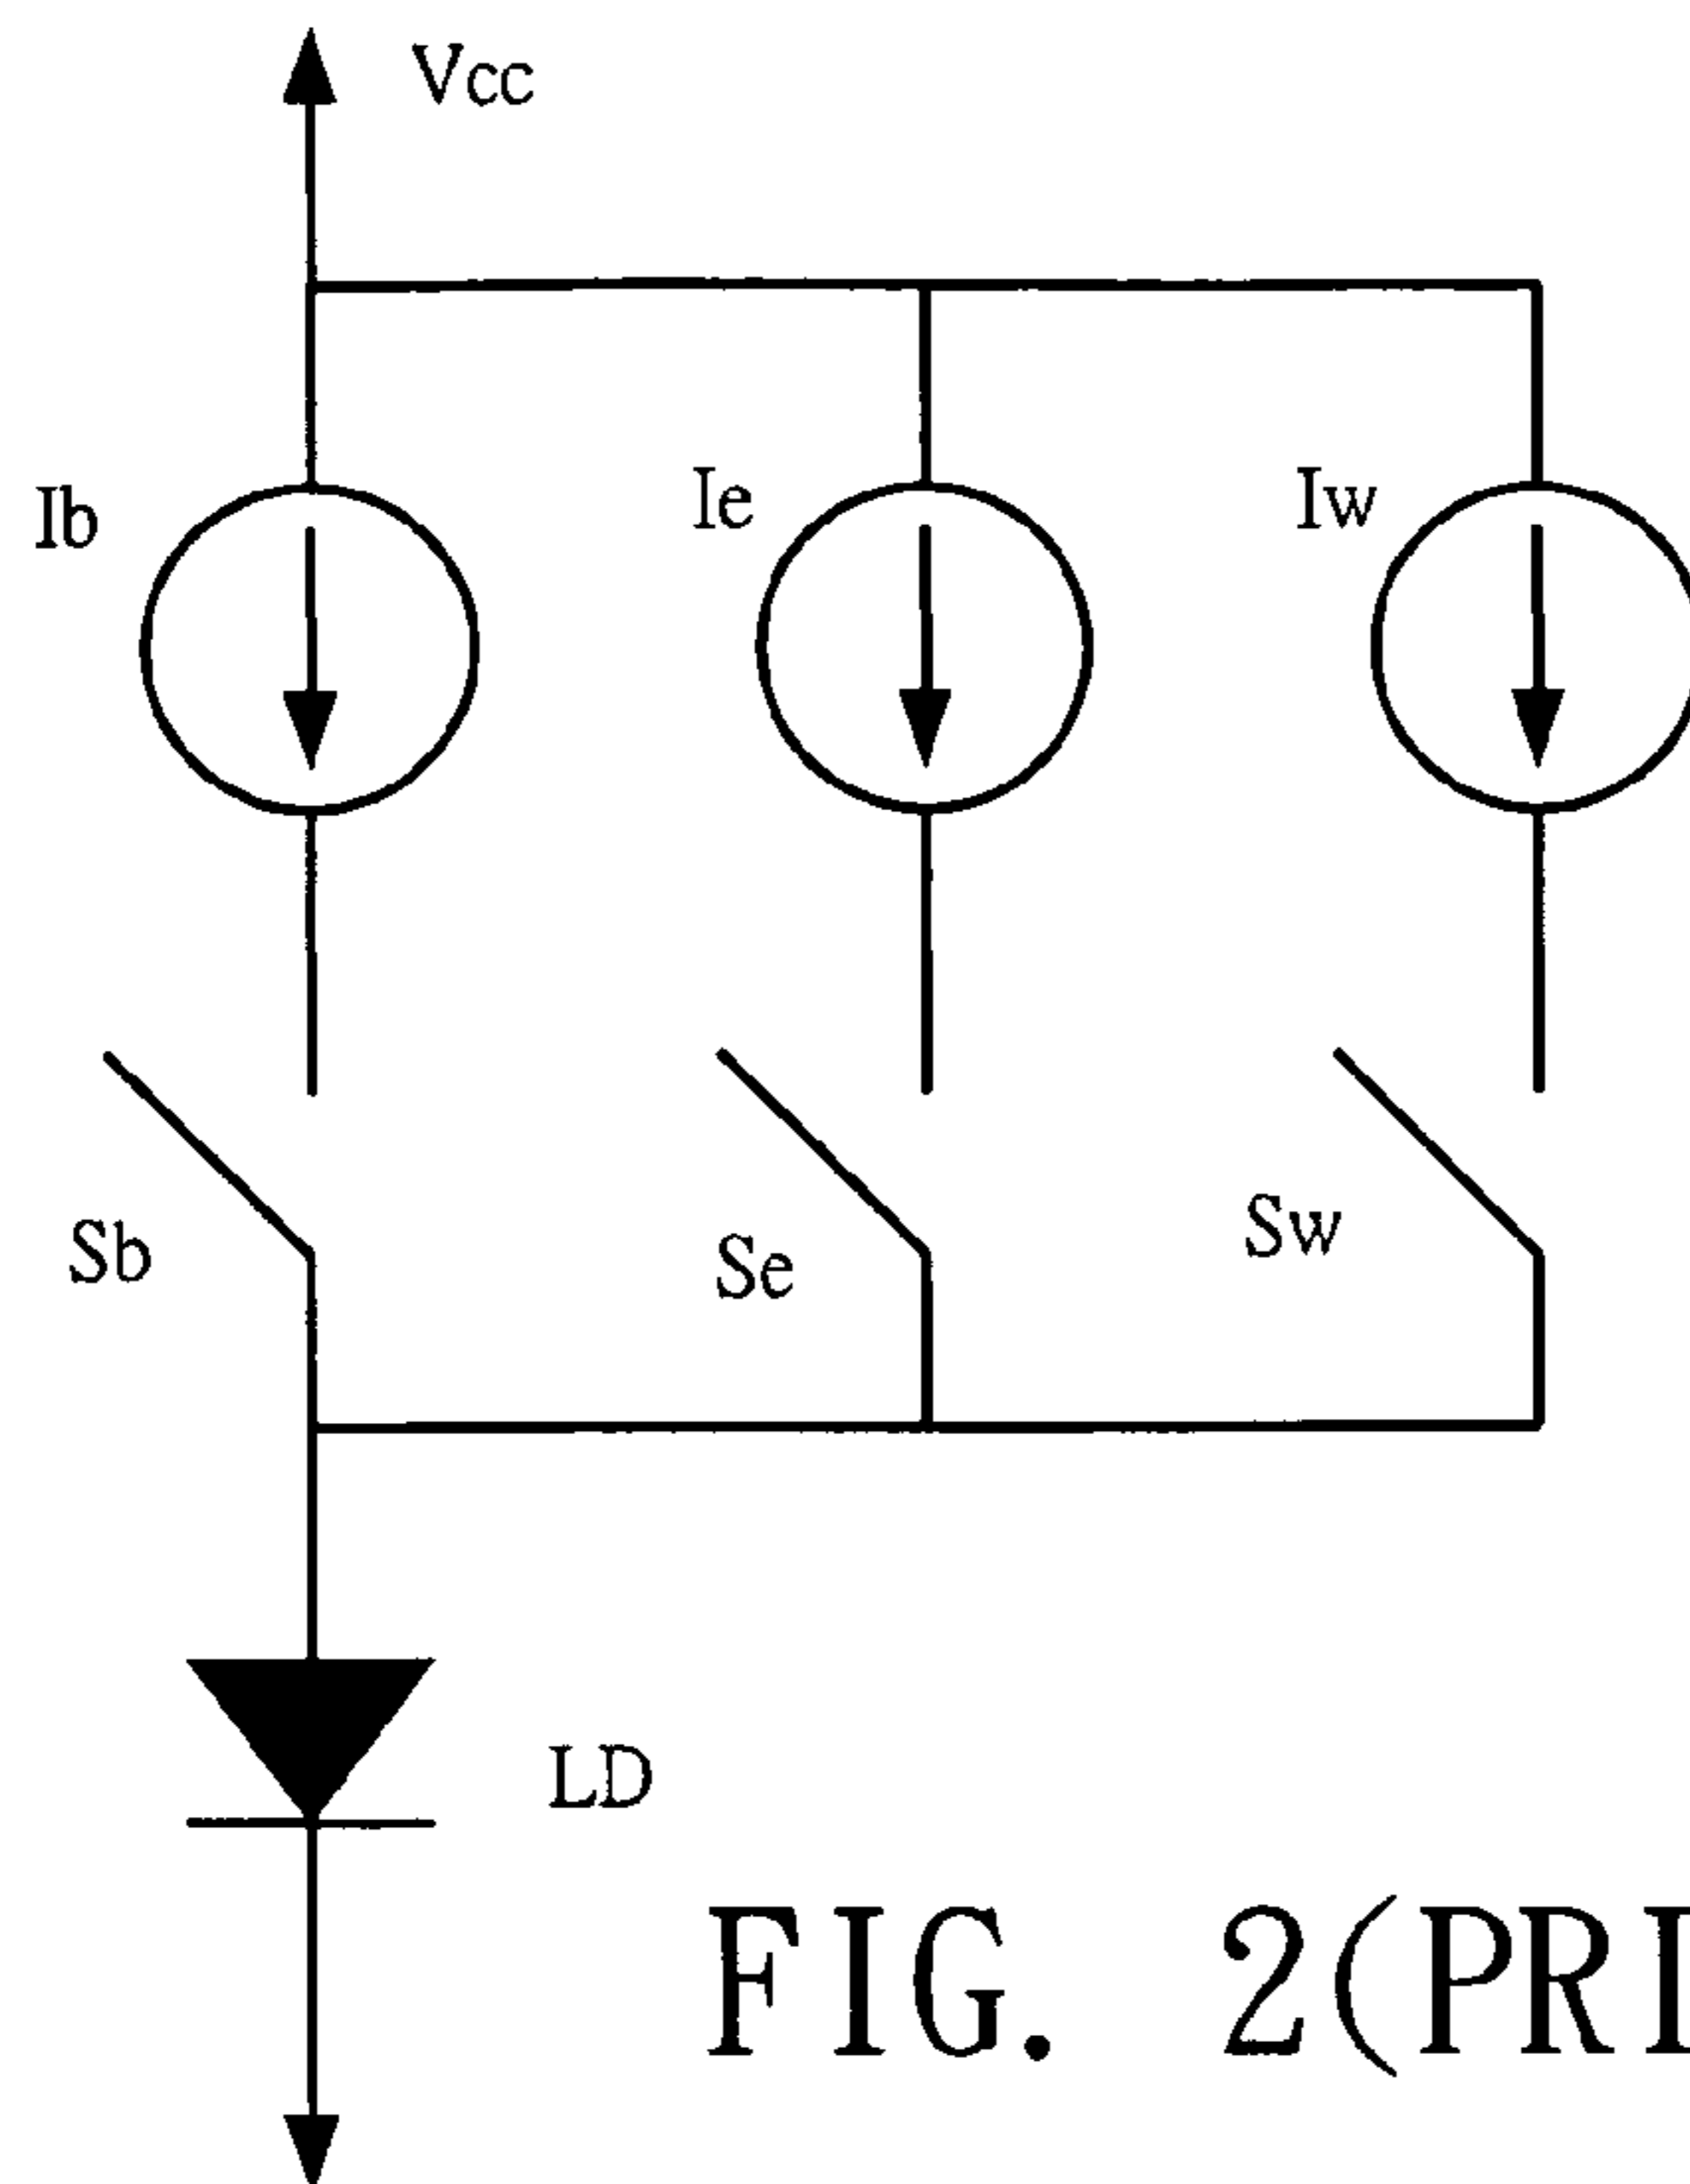 Vcc
Ib
Ie
Iw
Sb
Se
Sw
LD
FIG. 2(PRI